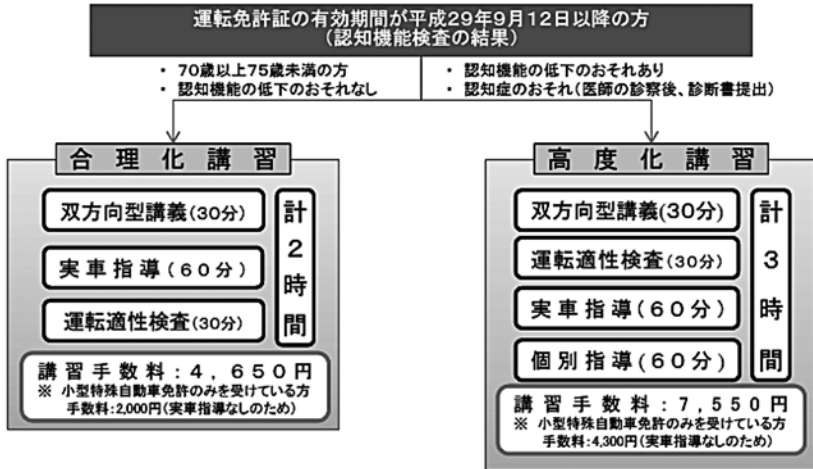 運転免許証の有効期間が平成29年9月12日以降の方
(認知機能検査の結果)
・ 70歳以上75歳未満の方
・ 認知機能の低下のおそれなし
・ 認知機能の低下のおそれあり
・ 認知症のおそれ(医師の診察後、診断書提出)
合理化講習
双方向型講義(30分)
実車指導(60分)
運転適性検査(30分)
計2時間
講習手数料:4,650円
※ 小型特殊自動車免許のみを受けている方
手数料:2,000円(実車指導なしのため)
高度化講習
双方向型講義(30分)
運転適性検査(30分)
実車指導(60分)
個別指導(60分)
計3時間
講習手数料:7,550円
※ 小型特殊自動車免許のみを受けている方
手数料:4,300円(実車指導なしのため)